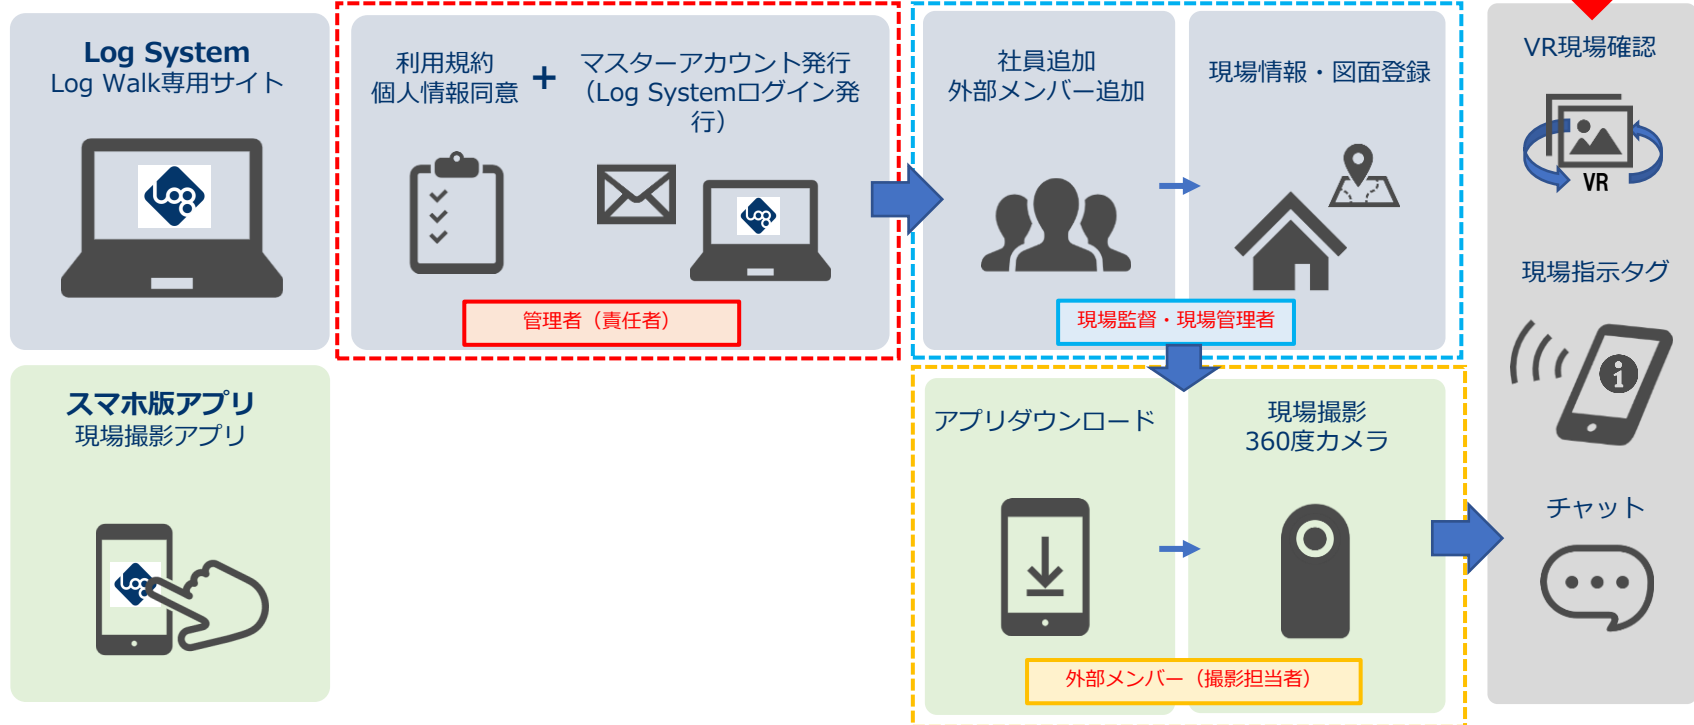 Log System
Log Walk専用サイト
利用規約
個人情報同意
+
マスターアカウント発行
（Log Systemログイン発
行）
社員追加
外部メンバー追加
現場情報・図面登録
VR現場確認
Log
Log
VR
管理者（責任者）
現場監督・現場管理者
現場指示タグ
i
スマホ版アプリ
現場撮影アプリ
アプリダウンロード
現場撮影
360度カメラ
Log
チャット
外部メンバー（撮影担当者）